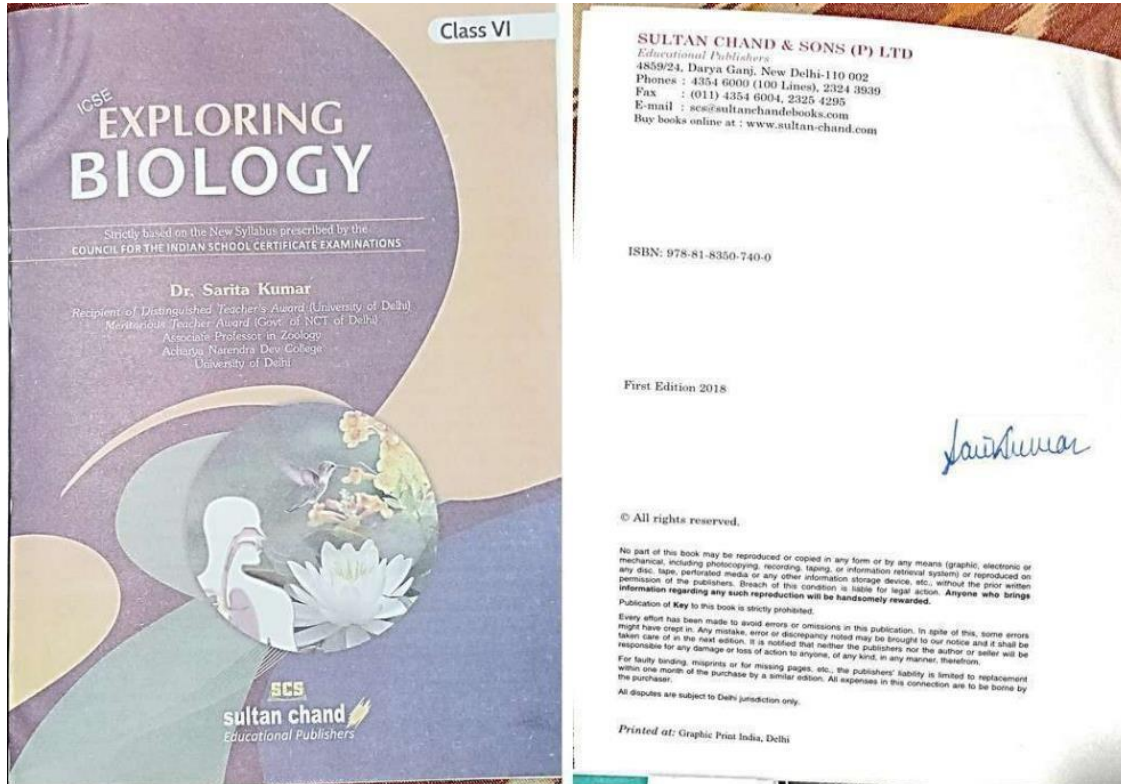 Class VI
ICSE
EXPLORING
BIOLOGY
Strictly based on the New Syllabus prescribed by the
COUNCIL FOR THE INDIAN SCHOOL CERTIFICATE EXAMINATIONS
Dr. Sarita Kumar
Recipient of Distinguished Teacher's Award (University of Delhi)
Meritorious Teacher Award (Govt. of NCT of Delhi)
Associate Professor in Zoology
Acharya Narendra Dev College
University of Delhi
SCS
sultan chand
Educational Publishers
SULTAN CHAND & SONS (P) LTD
Educational Publishers
4859/24, Darya Ganj, New Delhi-110 002
Phones : 4354 6000 (100 Lines), 2324 3939
Fax : (011) 4354 6004, 2325 4295
E-mail : scs@sultanchandebooks.com
Buy books online at : www.sultan-chand.com
ISBN: 978-81-8350-740-0
First Edition 2018
© All rights reserved.
No part of this book may be reproduced or copied in any form or by any means (graphic, electronic or
mechanical, including photocopying, recording, taping, or information retrieval system) or reproduced on
any disc, tape, perforated media or any other information storage device, etc., without the prior written
permission of the publishers. Breach of this condition is liable for legal action. Anyone who brings
information regarding any such reproduction will be handsomely rewarded.
Publication of Key to this book is strictly prohibited.
Every effort has been made to avoid errors or omissions in this publication. In spite of this, some errors
might have crept in. Any mistake, error or discrepancy noted may be brought to our notice and it shall be
taken care of in the next edition. It is notified that neither the publishers nor the author or seller will be
responsible for any damage or loss of action to anyone, of any kind, in any manner, therefrom.
For faulty binding, misprints or for missing pages, etc., the publishers' liability is limited to replacement
within one month of the purchase by a similar edition. All expenses in this connection are to be borne by
the purchaser.
All disputes are subject to Delhi jurisdiction only.
Printed at: Graphic Print India, Delhi